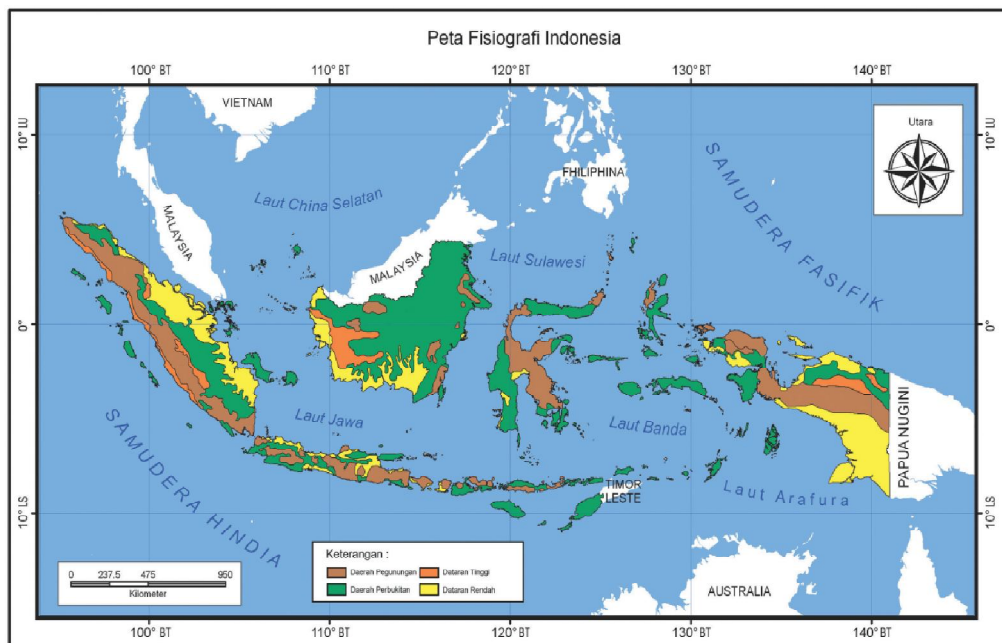 Peta Fisiografi Indonesia
100° BT
110° BT
120° BT
130° BT
140° BT
10° LU
10° LU
VIETNAM
Utara
PHILIPHINA
SAMUDERA FASIFIK
Laut China Selatan
MALAYSIA
MALAYSIA
Laut Sulawesi
0°
0°
Laut Jawa
Laut Banda
PAPUA NUGINI
SAMUDERA HINDIA
TIMOR
LESTE
Laut Arafura
10° LS
10° LS
Keterangan :
Daerah Pegunungan
Dataran Tinggi
Daerah Perbukitan
Dataran Rendah
0 237.5 475 950
Kilometer
AUSTRALIA
100° BT
110° BT
120° BT
130° BT
140° BT